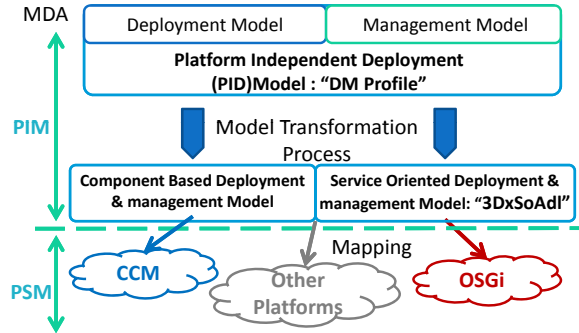 MDA
Deployment Model
Management Model
Platform Independent Deployment
(PID)Model : “DM Profile”
PIM
Model Transformation
Process
Component Based Deployment
& management Model
Service Oriented Deployment &
management Model: “3DxSoAdl”
Mapping
PSM
CCM
Other
Platforms
OSGi